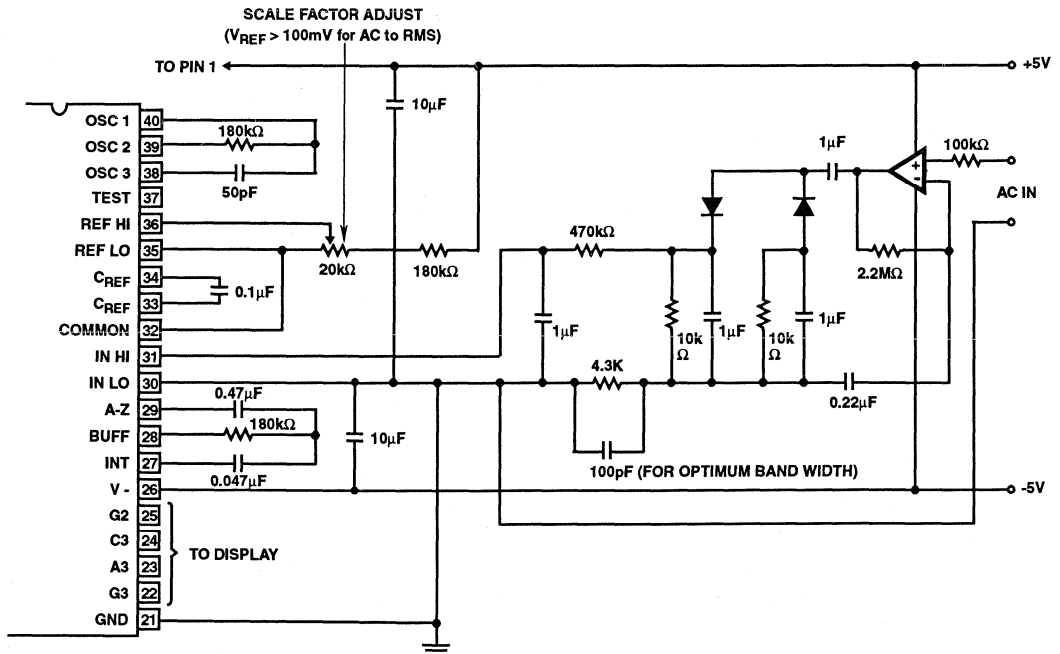 SCALE FACTOR ADJUST
(VREF > 100mV for AC to RMS)
TO PIN 1
+5V
10µF
OSC 1 40
180kΩ
OSC 2 39
OSC 3 38
50pF
TEST 37
REF HI 36
REF LO 35
20kΩ
180kΩ
CREF 34
0.1µF
CREF 33
COMMON 32
IN HI 31
IN LO 30
0.47µF
A-Z 29
180kΩ
BUFF 28
INT 27
0.047µF
V - 26
G2 25
C3 24
A3 23
G3 22
TO DISPLAY
GND 21
10µF
470kΩ
1µF
4.3K
100pF (FOR OPTIMUM BAND WIDTH)
10k
Ω
1µF
10k
Ω
1µF
1µF
+
-
100kΩ
AC IN
2.2MΩ
0.22µF
-5V